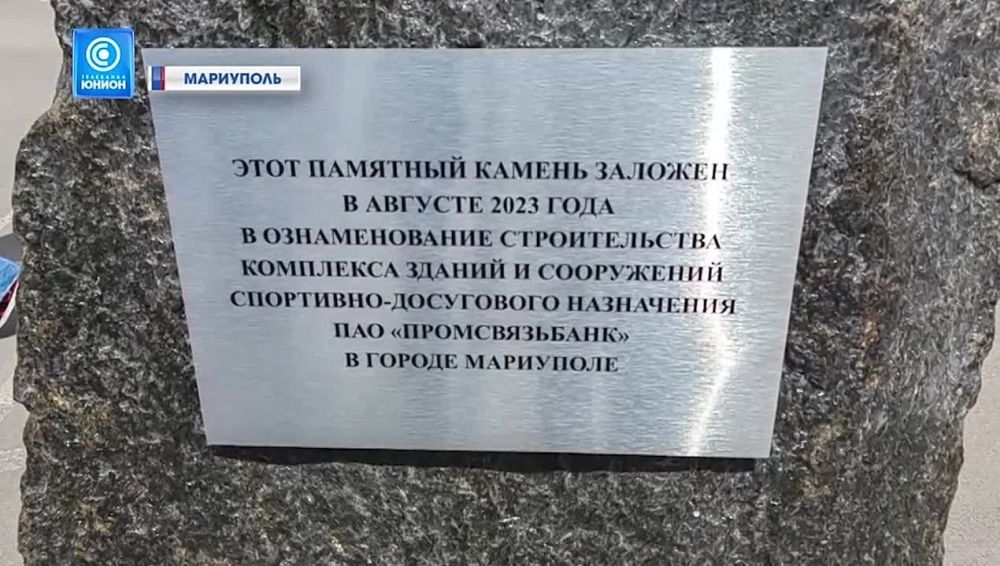 ТЕЛЕКАНАЛ
ЮНИОН
МАРИУПОЛЬ
ЭТОТ ПАМЯТНЫЙ КАМЕНЬ ЗАЛОЖЕН
В АВГУСТЕ 2023 ГОДА
В ОЗНАМЕНОВАНИЕ СТРОИТЕЛЬСТВА
КОМПЛЕКСА ЗДАНИЙ И СООРУЖЕНИЙ
СПОРТИВНО-ДОСУГОВОГО НАЗНАЧЕНИЯ
ПАО «ПРОМСВЯЗЬБАНК»
В ГОРОДЕ МАРИУПОЛЕ